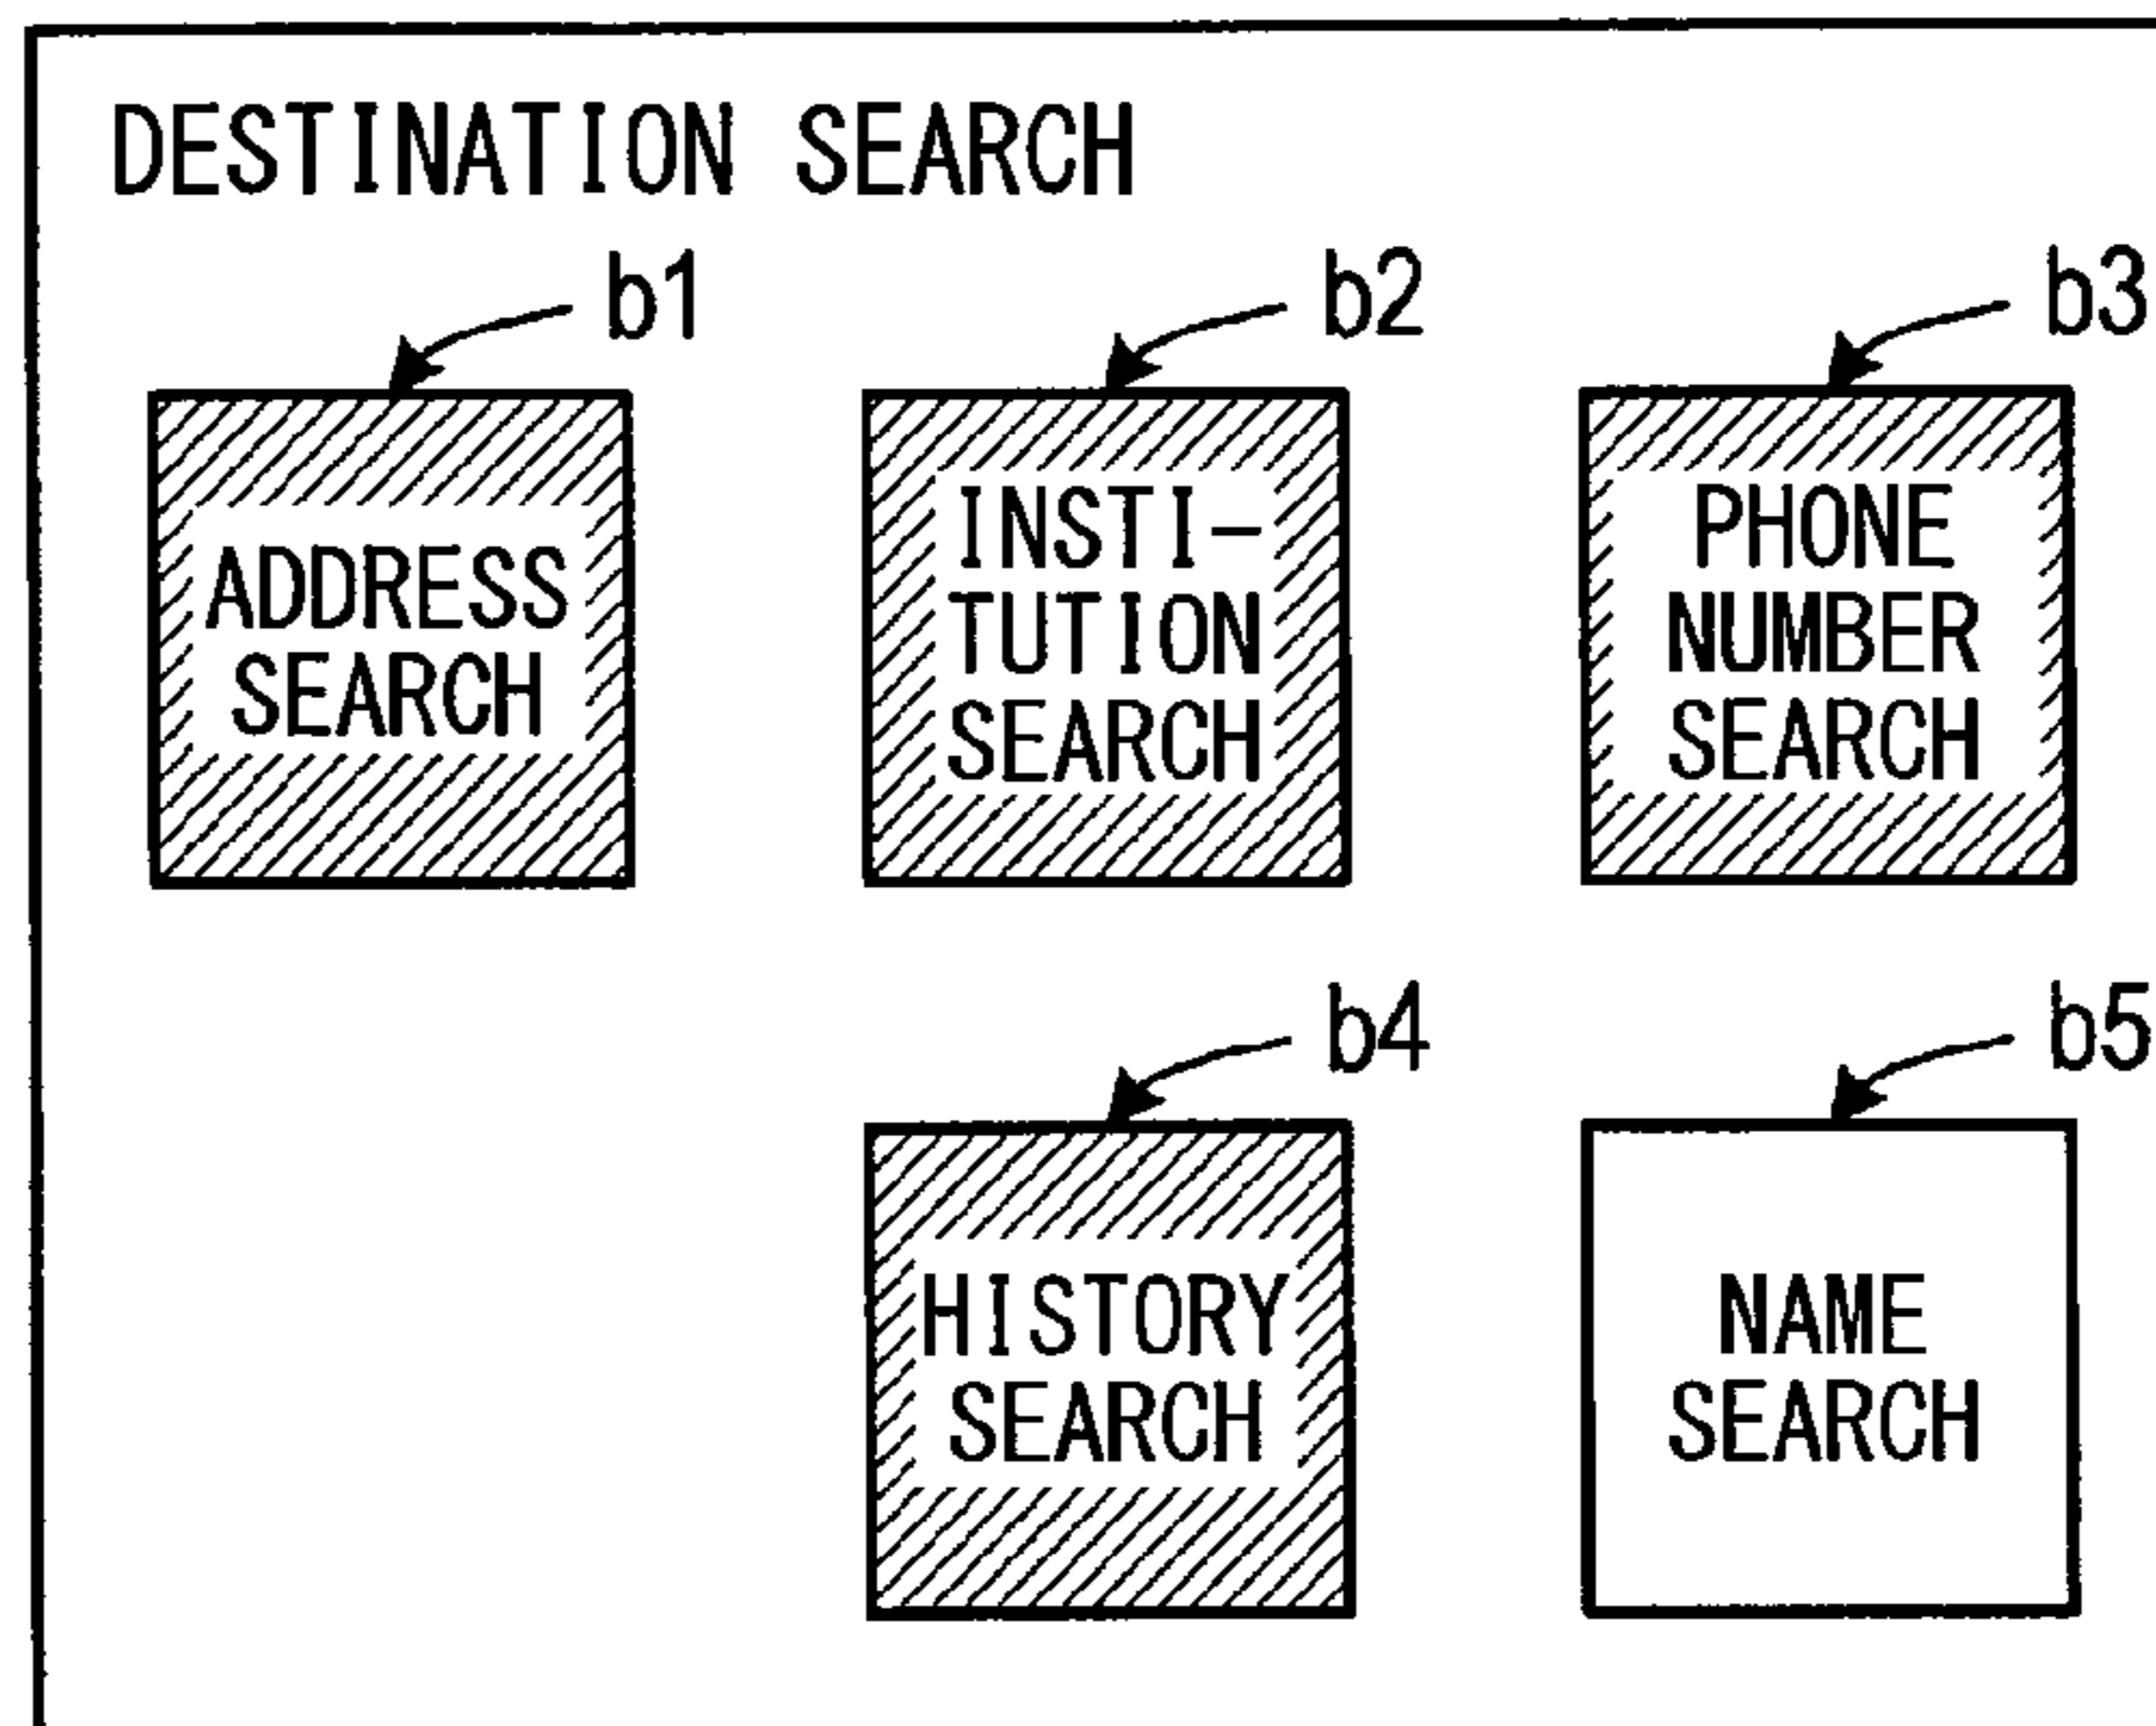 DESTINATION SEARCH
b1
b2
b3
ADDRESS
SEARCH
INSTI-
TUTION
SEARCH
PHONE
NUMBER
SEARCH
b4
b5
HISTORY
SEARCH
NAME
SEARCH